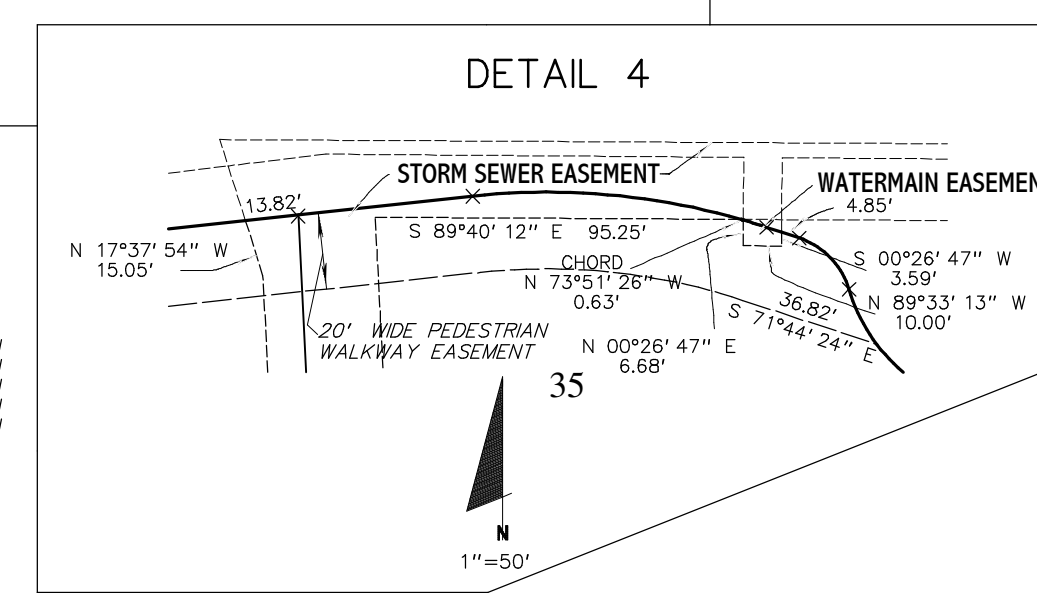 DETAIL 4
STORM SEWER EASEMENT
WATERMAIN EASEMEN
13.82'
4.85'
N 17°37' 54" W
15.05'
S 89°40' 12" E 95.25'
CHORD
N 73°51' 26" W
0.63'
S 00°26' 47" W
3.59'
N 89°33' 13" W
10.00'
36.82'
S 71°44' 24" E
20' WIDE PEDESTRIAN
WALKWAY EASEMENT
N 00°26' 47" E
6.68'
35
N
1"=50'